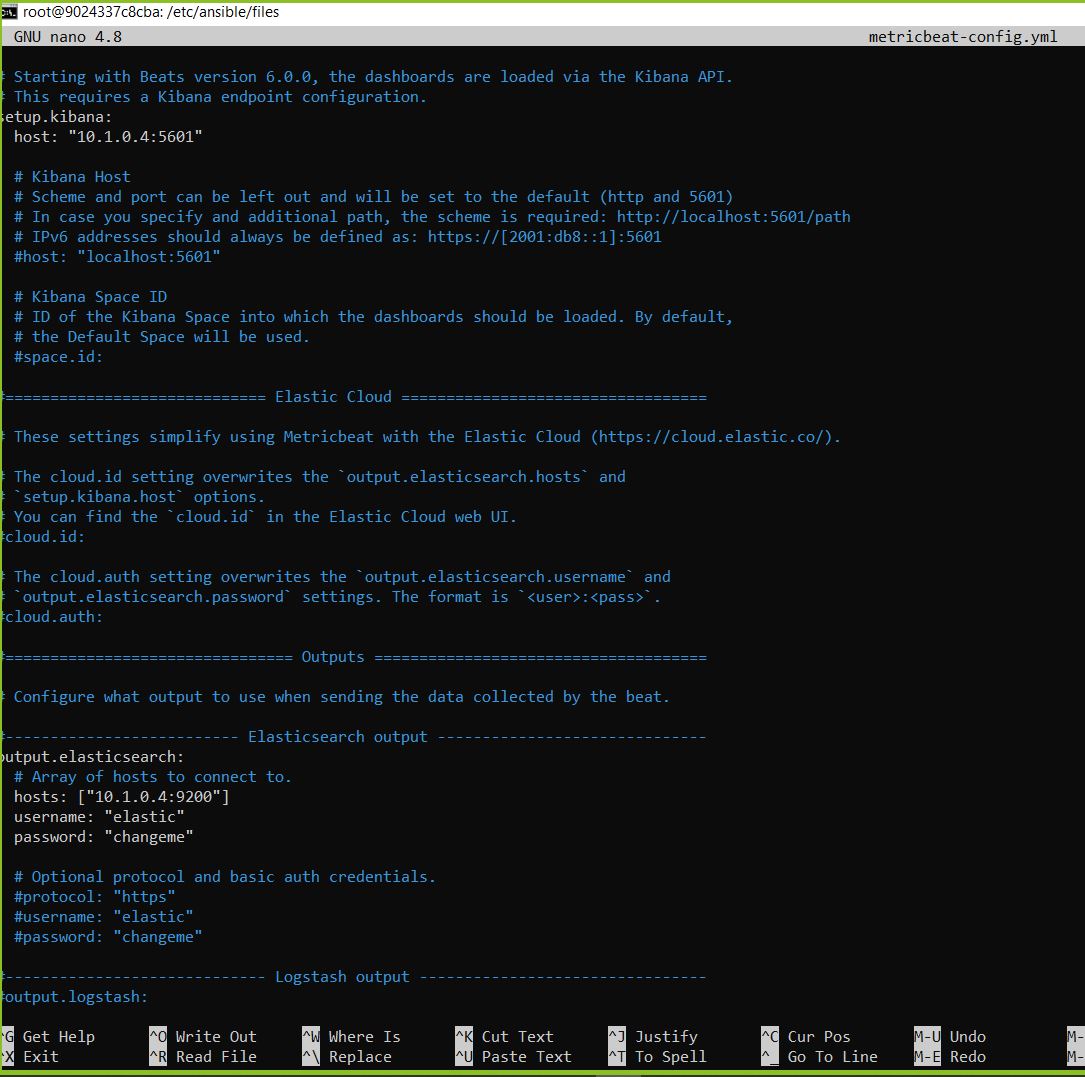 root@9024337c8cba: /etc/ansible/files
GNU nano 4.8 metricbeat-config.yml
# Starting with Beats version 6.0.0, the dashboards are loaded via the Kibana API.
# This requires a Kibana endpoint configuration.
setup.kibana:
host: "10.1.0.4:5601"
# Kibana Host
# Scheme and port can be left out and will be set to the default (http and 5601)
# In case you specify and additional path, the scheme is required: http://localhost:5601/path
# IPv6 addresses should always be defined as: https://[2001:db8::1]:5601
#host: "localhost:5601"
# Kibana Space ID
# ID of the Kibana Space into which the dashboards should be loaded. By default,
# the Default Space will be used.
#space.id:
#============================= Elastic Cloud ==================================
# These settings simplify using Metricbeat with the Elastic Cloud (https://cloud.elastic.co/).
# The cloud.id setting overwrites the `output.elasticsearch.hosts` and
# `setup.kibana.host` options.
# You can find the `cloud.id` in the Elastic Cloud web UI.
#cloud.id:
# The cloud.auth setting overwrites the `output.elasticsearch.username` and
# `output.elasticsearch.password` settings. The format is `<user>:<pass>`.
#cloud.auth:
#================================ Outputs =====================================
# Configure what output to use when sending the data collected by the beat.
#-------------------------- Elasticsearch output ------------------------------
output.elasticsearch:
# Array of hosts to connect to.
hosts: ["10.1.0.4:9200"]
username: "elastic"
password: "changeme"
# Optional protocol and basic auth credentials.
#protocol: "https"
#username: "elastic"
#password: "changeme"
#----------------------------- Logstash output --------------------------------
#output.logstash:
^G Get Help ^O Write Out ^W Where Is ^K Cut Text ^J Justify ^C Cur Pos M-U Undo M-
^X Exit ^R Read File ^\ Replace ^U Paste Text ^T To Spell ^_ Go To Line M-E Redo M-